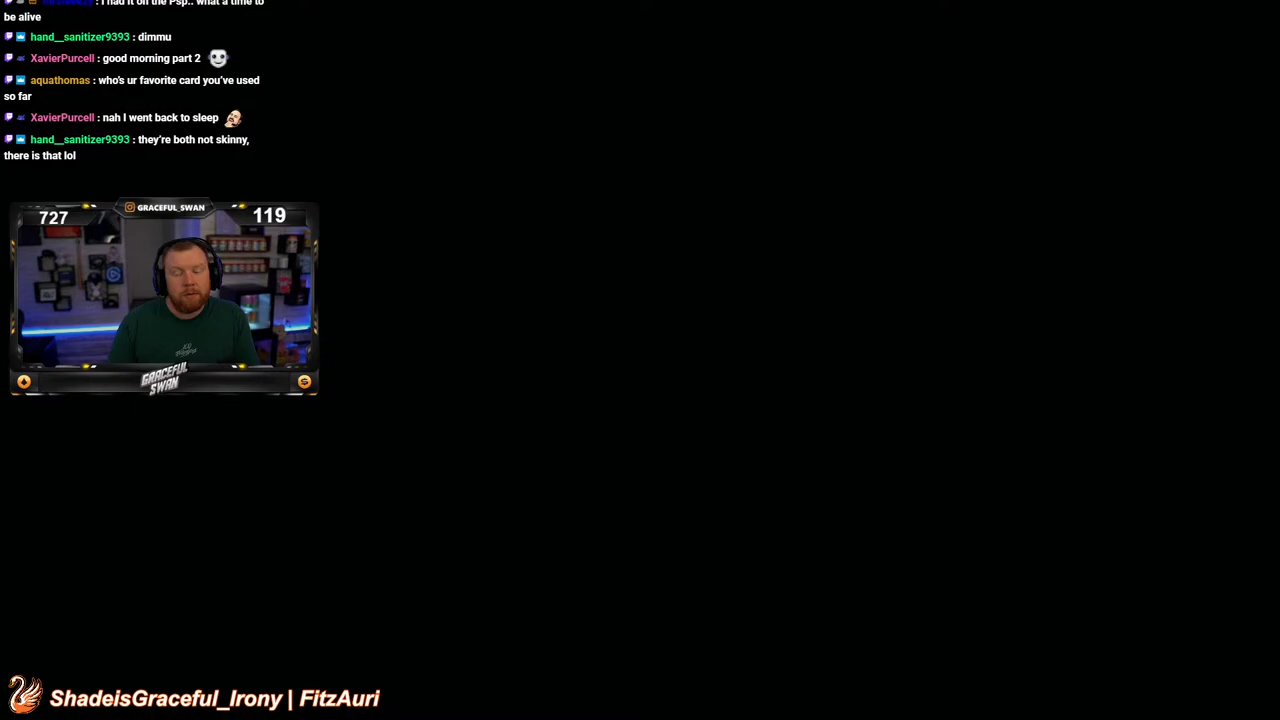 : I had it on the Psp.. what a time to
be alive
hand__sanitizer9393 : dimmu
XavierPurcell : good morning part 2
aquathomas : who's ur favorite card you've used
so far
XavierPurcell : nah I went back to sleep
hand__sanitizer9393 : they're both not skinny,
there is that lol
727
GRACEFUL_SWAN
119
GRACEFUL
SWAN
ShadeisGraceful_Irony | FitzAuri